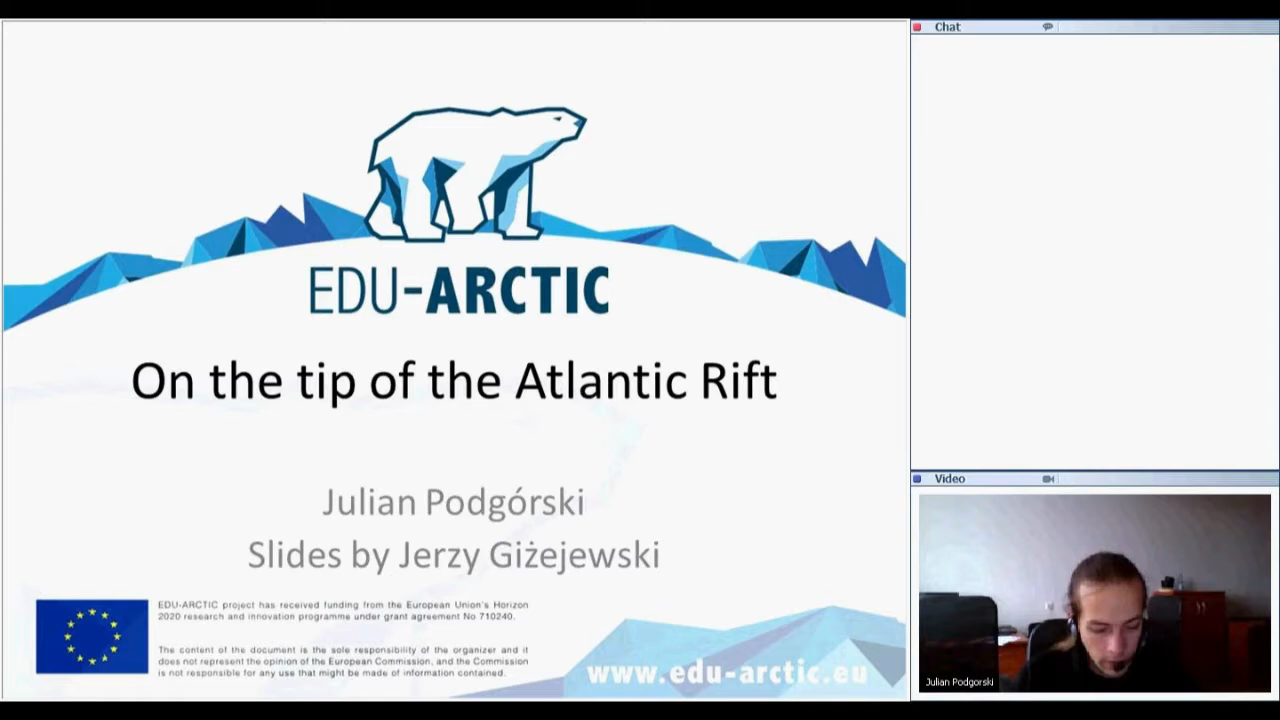 EDU-ARCTIC
On the tip of the Atlantic Rift
Julian Podgórski
Slides by Jerzy Giżejewski
EDU-ARCTIC project has received funding from the European Union's Horizon
2020 research and innovation programme under grant agreement No 710240.
The content of the document is the sole responsibility of the organizer and it
does not represent the opinion of the European Commission, and the Commission
is not responsible for any use that might be made of information contained.
www.edu-arctic.eu
Chat
Video
Julian Podgorski